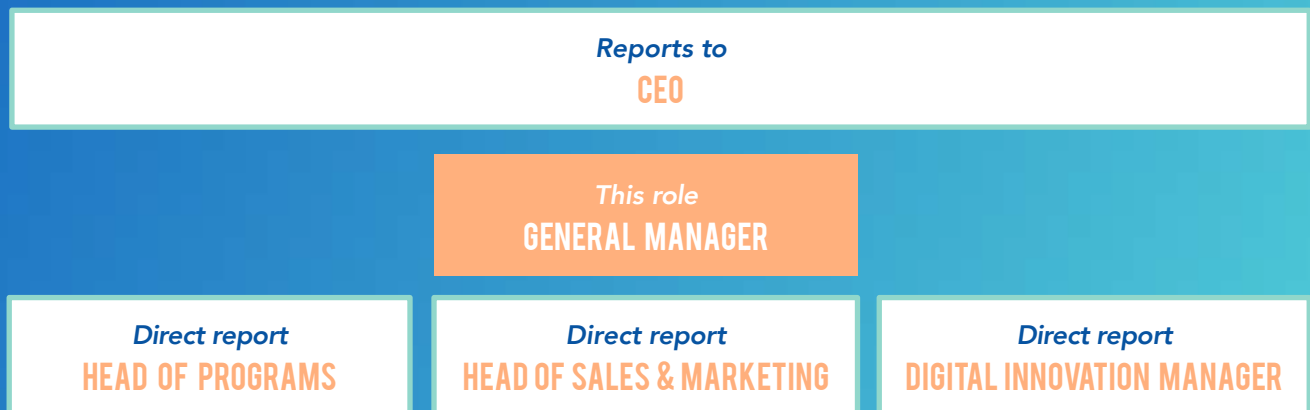 Reports to
CEO
This role
GENERAL MANAGER
Direct report
HEAD OF PROGRAMS
Direct report
HEAD OF SALES & MARKETING
Direct report
DIGITAL INNOVATION MANAGER